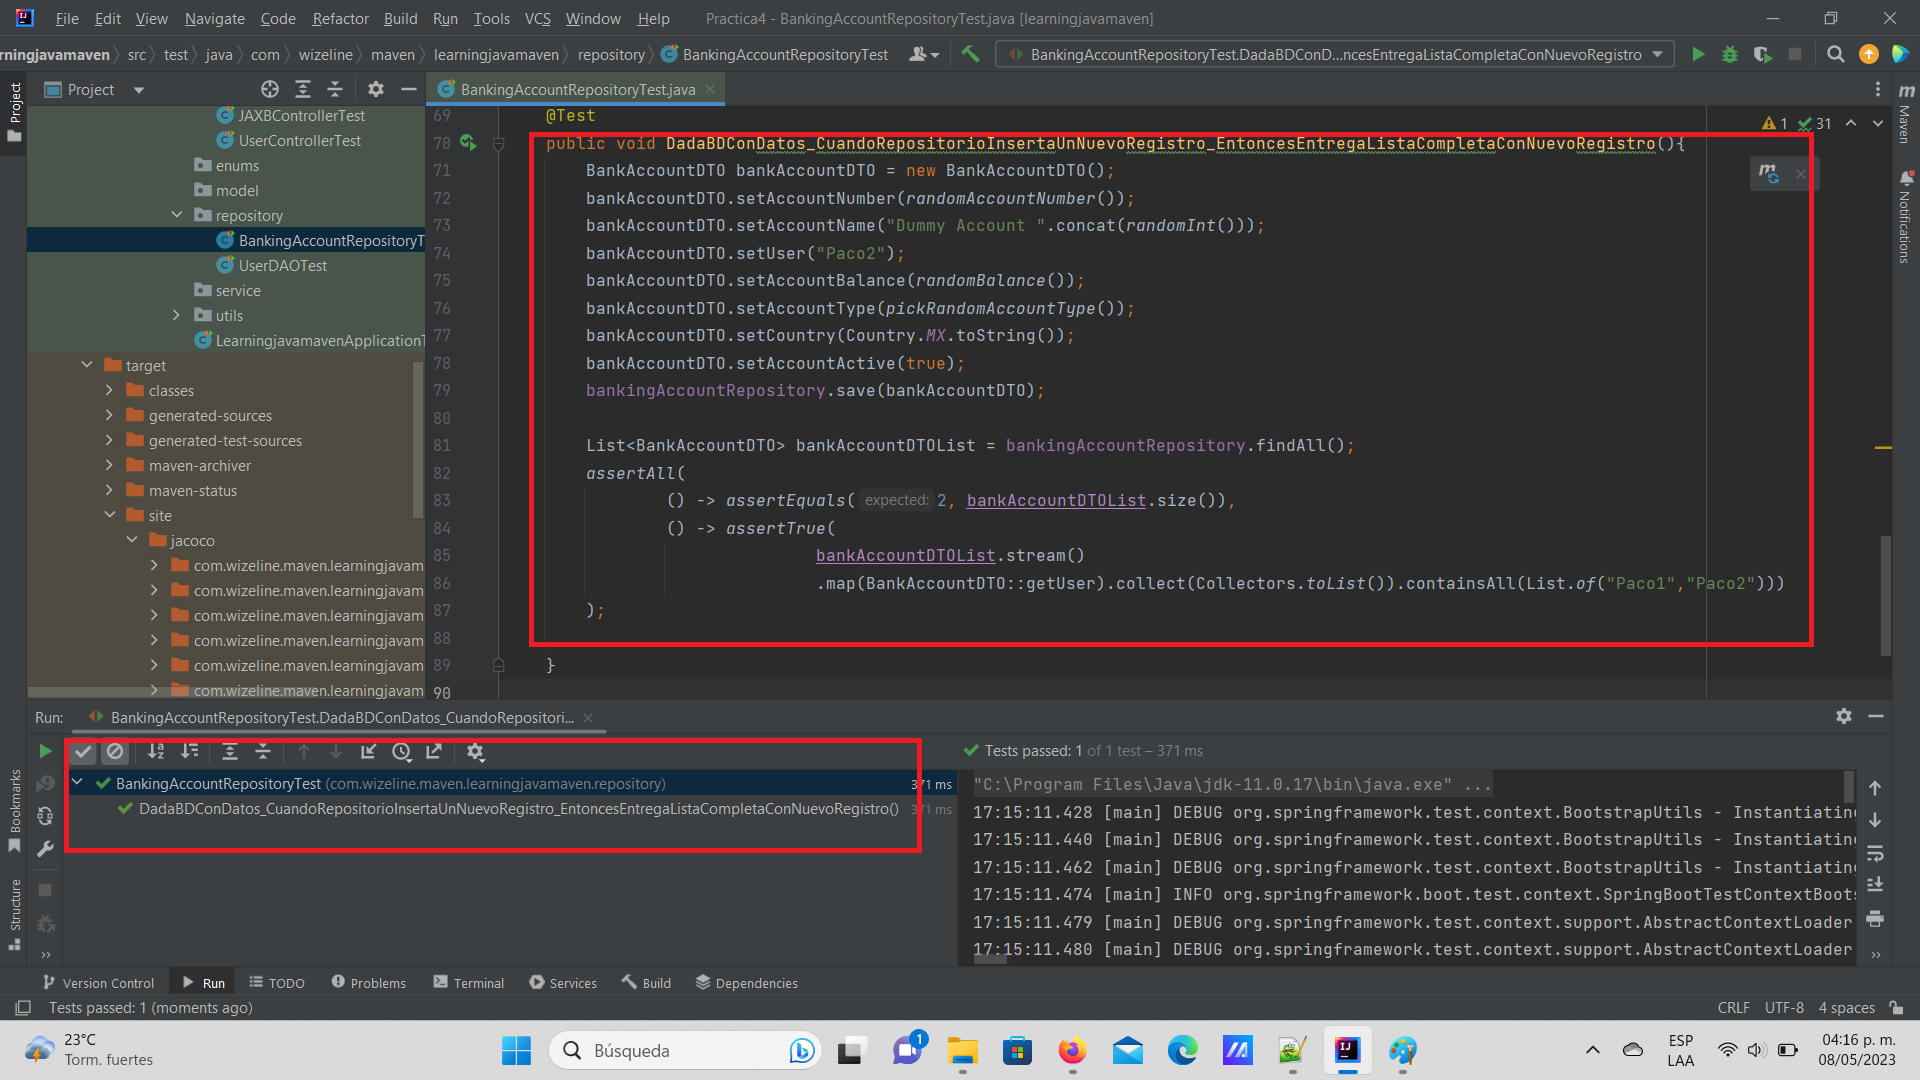 File Edit View Navigate Code Refactor Build Run Tools VCS Window Help Practica4 - BankingAccountRepositoryTest.java [learningjavamaven]
rningjavamaven src test java com wizeline maven learningjavamaven repository BankingAccountRepositoryTest BankingAccountRepositoryTest.DadaBDConD...ncesEntregaListaCompletaConNuevoRegistro
Project
Project
BankingAccountRepositoryTest.java
Maven
Notifications
JAXBControllerTest
UserControllerTest
enums
model
repository
BankingAccountRepositoryT
UserDAOTest
service
utils
LearningjavamavenApplicationT
target
classes
generated-sources
generated-test-sources
maven-archiver
maven-status
site
jacoco
com.wizeline.maven.learningjavam
com.wizeline.maven.learningjavam
com.wizeline.maven.learningjavam
com.wizeline.maven.learningjavam
com.wizeline.maven.learningjavam
com.wizeline.maven.learningjavam
1 31
69 @Test
70 public void DadaBDConDatos_CuandoRepositorioInsertaUnNuevoRegistro_EntoncesEntregaListaCompletaConNuevoRegistro(){
71 BankAccountDTO bankAccountDTO = new BankAccountDTO();
72 bankAccountDTO.setAccountNumber(randomAccountNumber());
73 bankAccountDTO.setAccountName("Dummy Account ".concat(randomInt()));
74 bankAccountDTO.setUser("Paco2");
75 bankAccountDTO.setAccountBalance(randomBalance());
76 bankAccountDTO.setAccountType(pickRandomAccountType());
77 bankAccountDTO.setCountry(Country.MX.toString());
78 bankAccountDTO.setAccountActive(true);
79 bankingAccountRepository.save(bankAccountDTO);
80
81 List<BankAccountDTO> bankAccountDTOList = bankingAccountRepository.findAll();
82 assertAll(
83 () -> assertEquals( expected: 2, bankAccountDTOList.size()),
84 () -> assertTrue(
85 bankAccountDTOList.stream()
86 .map(BankAccountDTO::getUser).collect(Collectors.toList()).containsAll(List.of("Paco1","Paco2")))
87 );
88
89 }
90
Run: BankingAccountRepositoryTest.DadaBDConDatos_CuandoRepositori...
Tests passed: 1 of 1 test – 371 ms
BankingAccountRepositoryTest (com.wizeline.maven.learningjavamaven.repository) 371 ms
DadaBDConDatos_CuandoRepositorioInsertaUnNuevoRegistro_EntoncesEntregaListaCompletaConNuevoRegistro() 371 ms
"C:\Program Files\Java\jdk-11.0.17\bin\java.exe" ...
17:15:11.428 [main] DEBUG org.springframework.test.context.BootstrapUtils - Instantiating
17:15:11.440 [main] DEBUG org.springframework.test.context.BootstrapUtils - Instantiating
17:15:11.462 [main] DEBUG org.springframework.test.context.BootstrapUtils - Instantiating
17:15:11.474 [main] INFO org.springframework.boot.test.context.SpringBootTestContextBoots
17:15:11.479 [main] DEBUG org.springframework.test.context.support.AbstractContextLoader
17:15:11.480 [main] DEBUG org.springframework.test.context.support.AbstractContextLoader
Bookmarks
Structure
Version Control Run TODO Problems Terminal Services Build Dependencies
Tests passed: 1 (moments ago) CRLF UTF-8 4 spaces
23°C
Torm. fuertes
Búsqueda
1
ESP
LAA
04:16 p. m.
08/05/2023